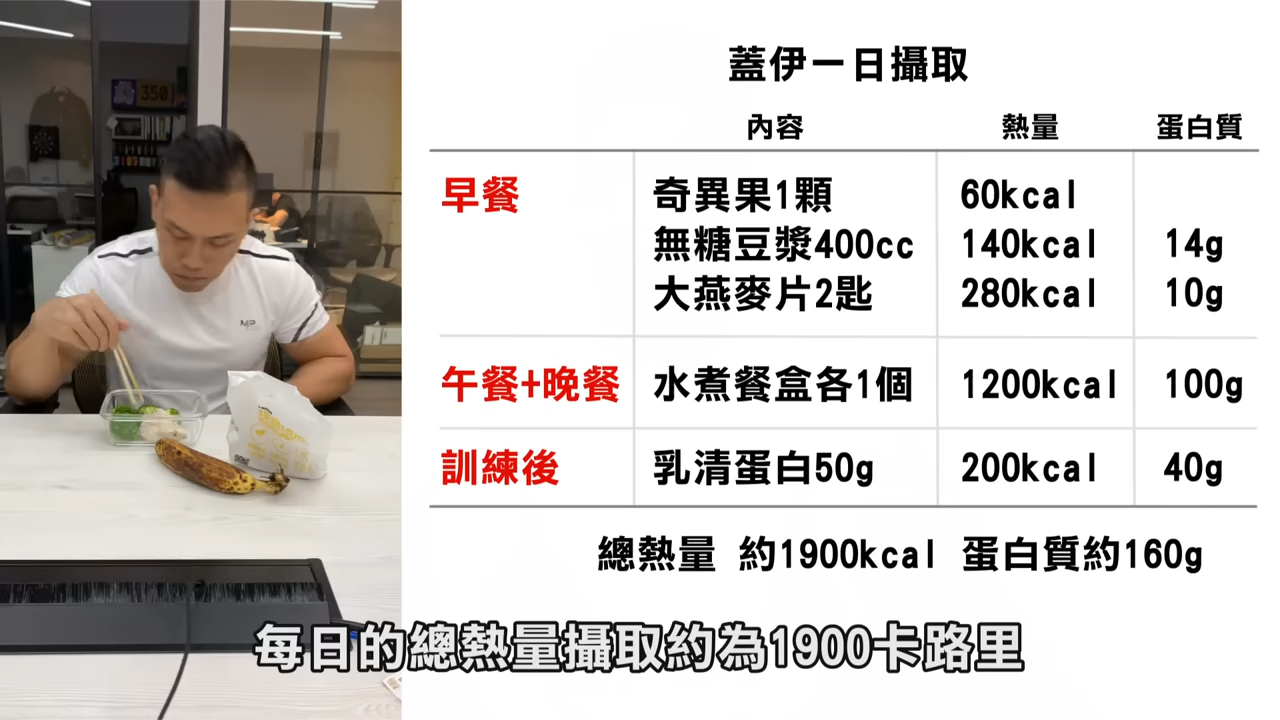 蓋伊一日攝取
內容 熱量 蛋白質
早餐 奇異果1顆 60kcal
無糖豆漿400cc 140kcal 14g
大燕麥片2匙 280kcal 10g
午餐+晚餐 水煮餐盒各1個 1200kcal 100g
訓練後 乳清蛋白50g 200kcal 40g
總熱量 約1900kcal 蛋白質約160g
每日的總熱量攝取約為1900卡路里
350
MP